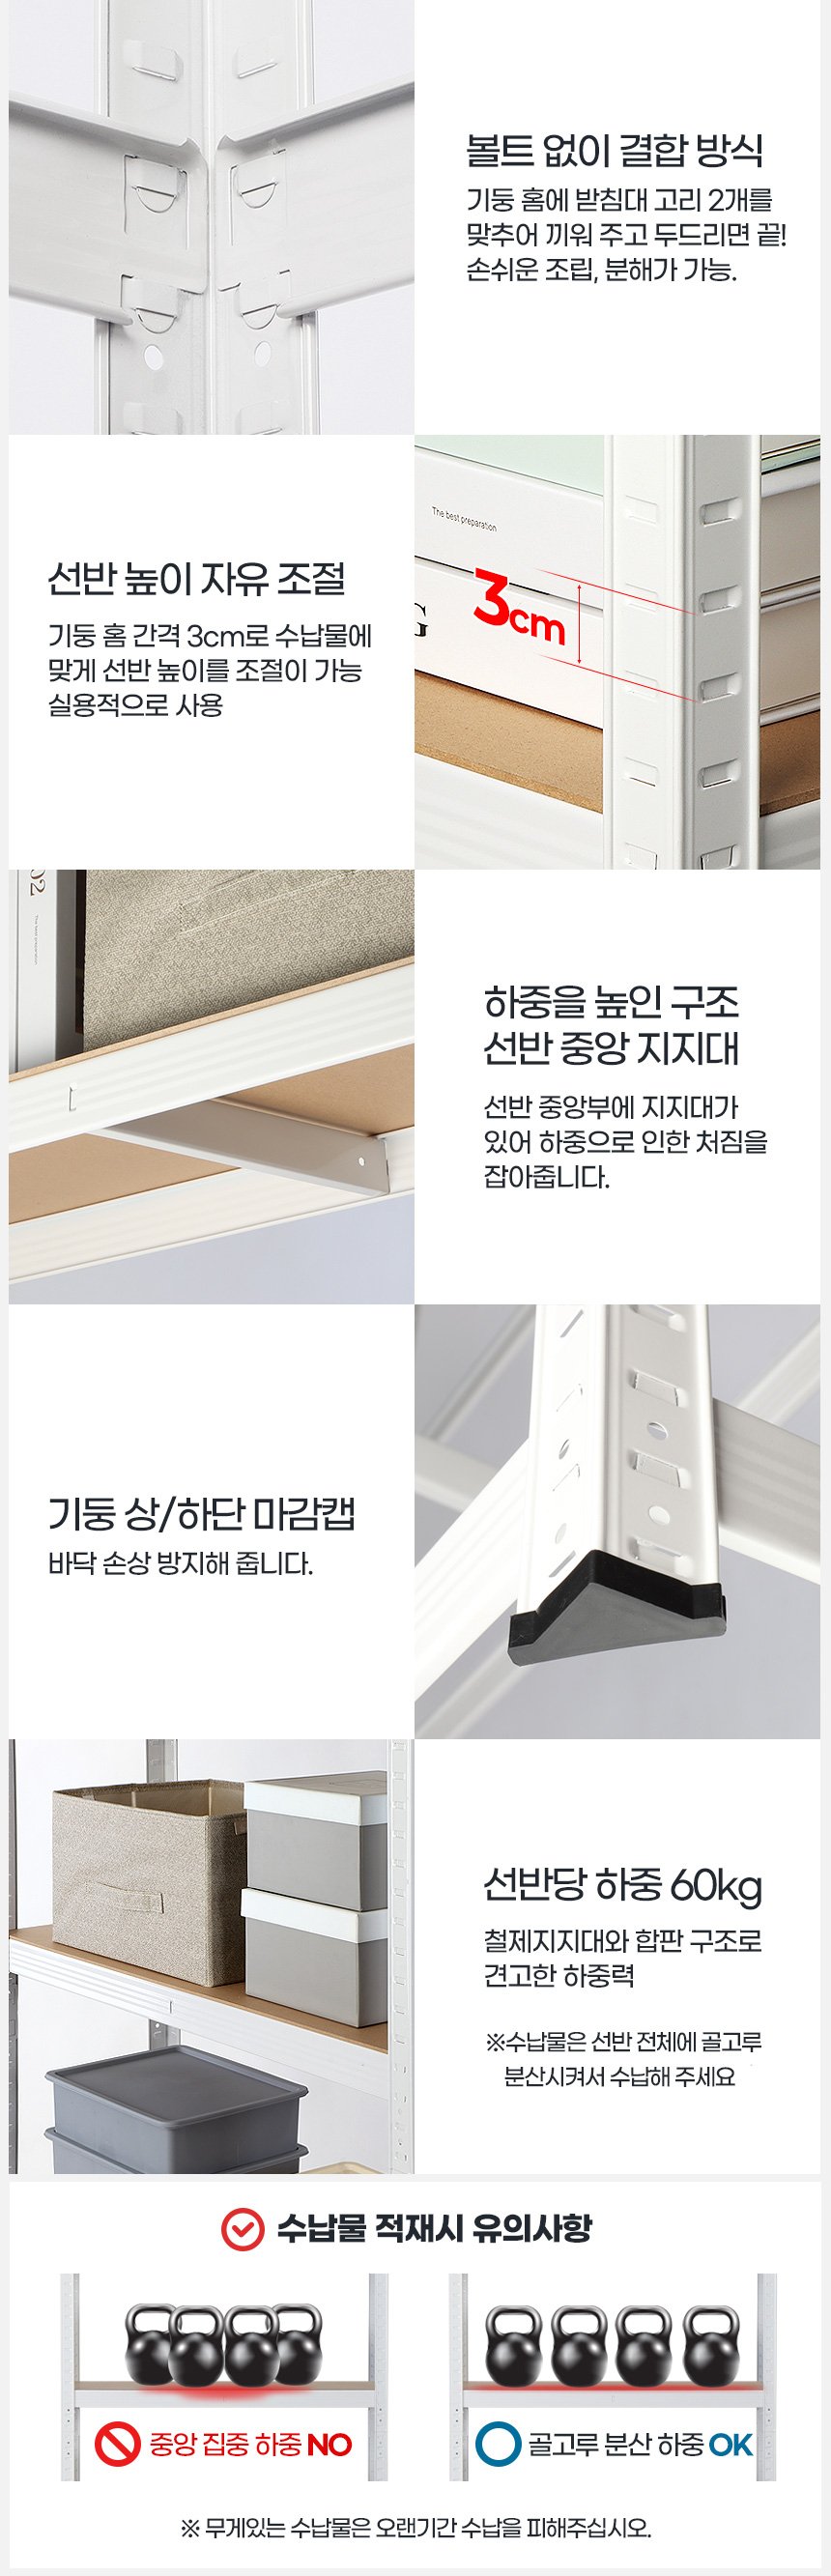 볼트 없이 결합 방식
기둥 홈에 받침대 고리 2개를
맞추어 끼워 주고 두드리면 끝!
손쉬운 조립, 분해가 가능.
The best preparation
선반 높이 자유 조절
기둥 홈 간격 3cm로 수납물에
맞게 선반 높이를 조절이 가능
실용적으로 사용
3cm
G
02
The best preparation
하중을 높인 구조
선반 중앙 지지대
선반 중앙부에 지지대가
있어 하중으로 인한 처짐을
잡아줍니다.
기둥 상/하단 마감캡
바닥 손상 방지해 줍니다.
선반당 하중 60kg
철제지지대와 합판 구조로
견고한 하중력
※수납물은 선반 전체에 골고루
분산시켜서 수납해 주세요
수납물 적재시 유의사항
중앙 집중 하중 NO
골고루 분산 하중 OK
※ 무게있는 수납물은 오랜기간 수납을 피해주십시오.